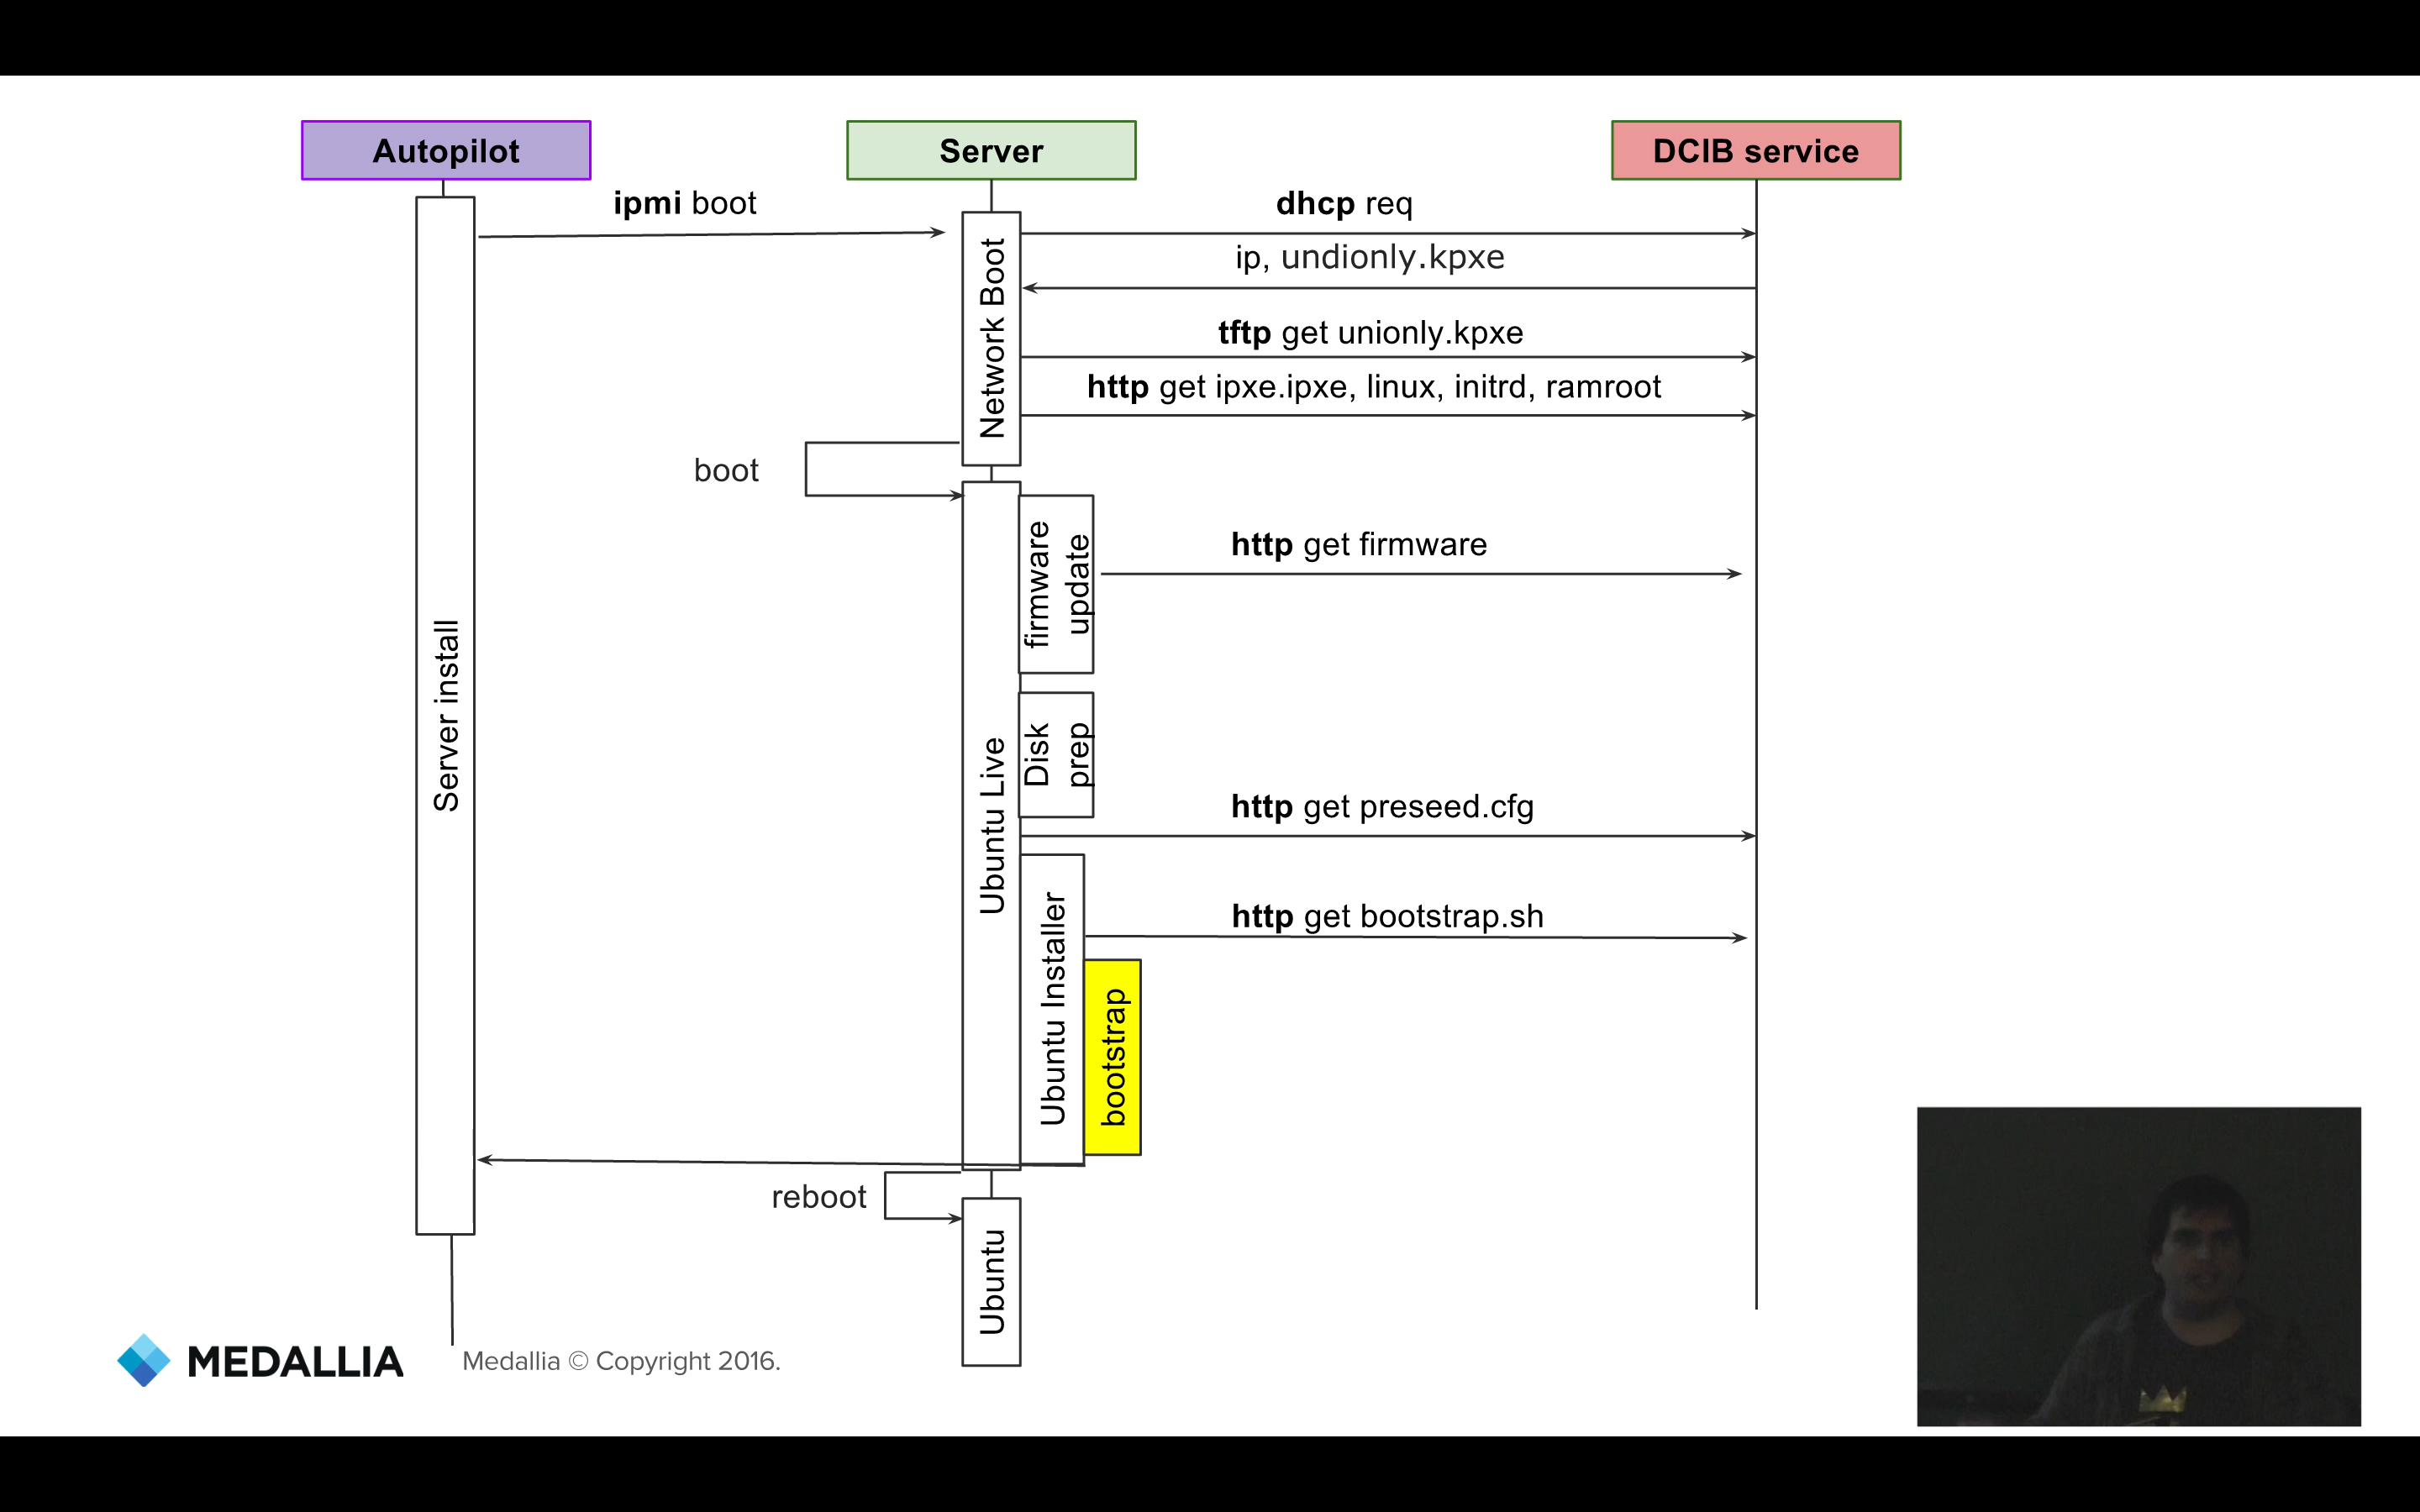 Autopilot
Server
DCIB service
ipmi boot
dhcp req
ip, undionly.kpxe
tftp get unionly.kpxe
http get ipxe.ipxe, linux, initrd, ramroot
Network Boot
boot
firmware
update
http get firmware
Server install
Disk
prep
Ubuntu Live
http get preseed.cfg
Ubuntu Installer
http get bootstrap.sh
bootstrap
reboot
Ubuntu
MEDALLIA
Medallia © Copyright 2016.